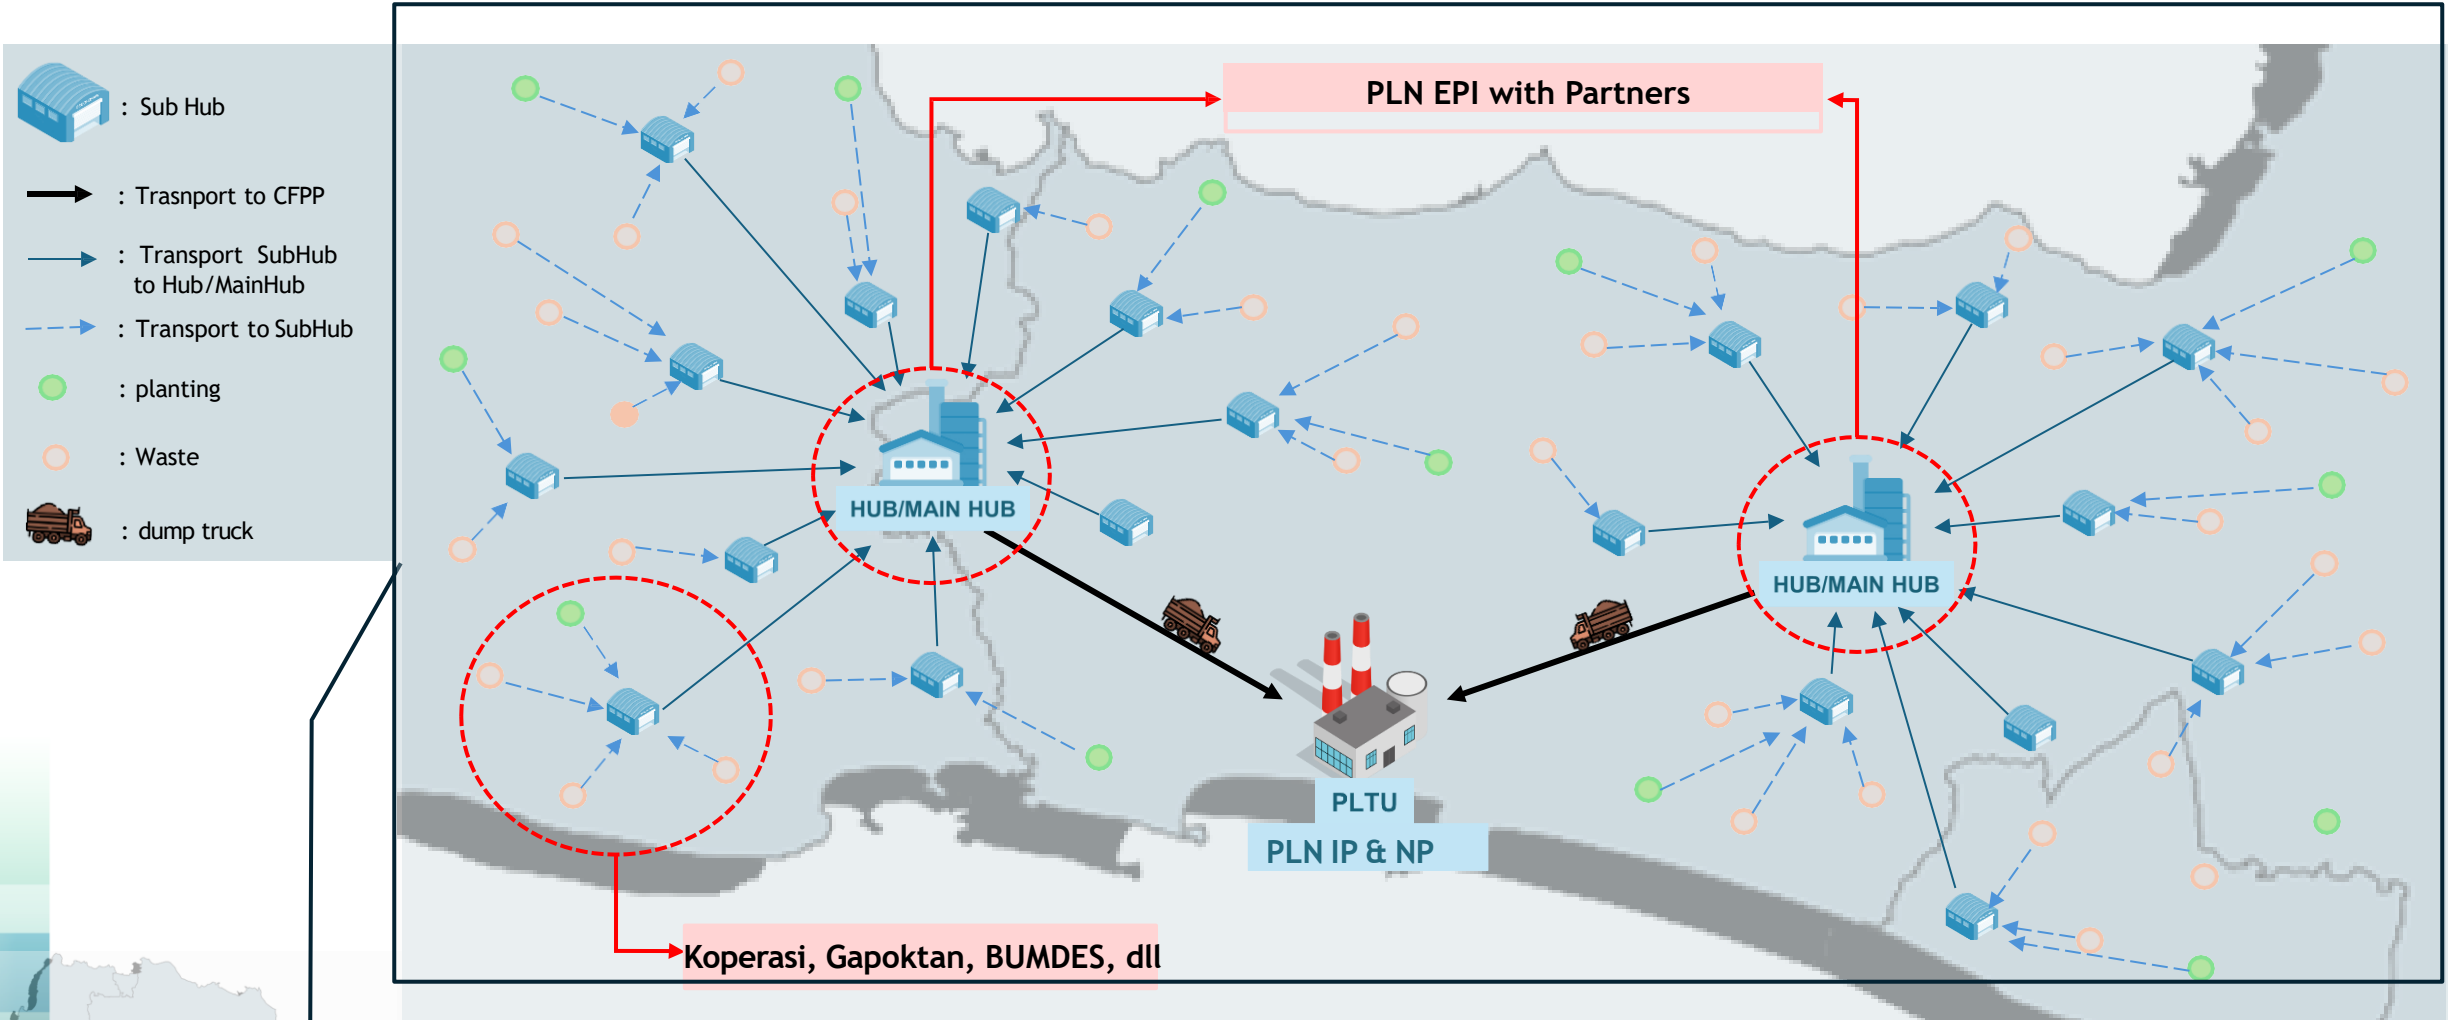 : Sub Hub
: Trasnport to CFPP
: Transport SubHub
to Hub/MainHub
: Transport to SubHub
: planting
: Waste
: dump truck
PLN EPI with Partners
HUB/MAIN HUB
HUB/MAIN HUB
PLTU
PLN IP & NP
Koperasi, Gapoktan, BUMDES, dll